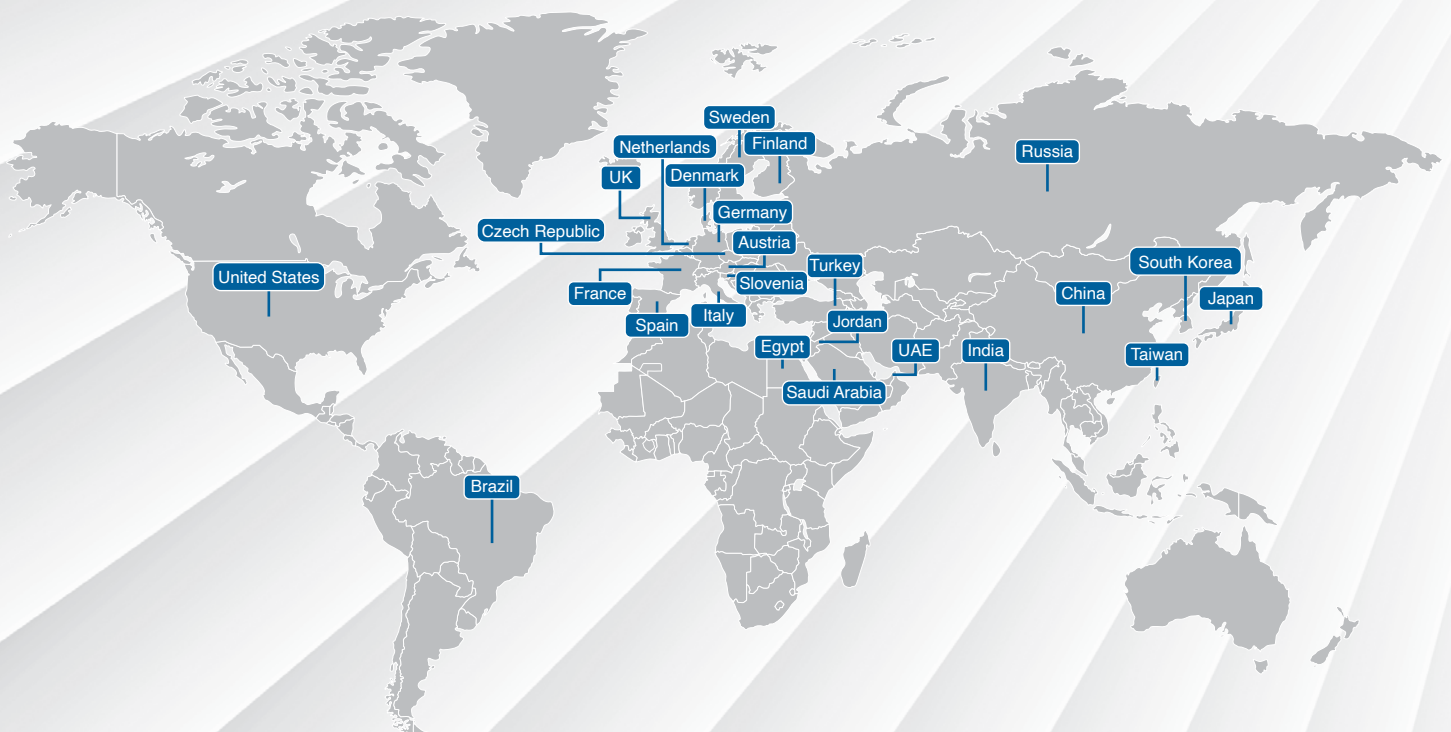 Sweden
Netherlands
Finland
Russia
UK
Denmark
Germany
Czech Republic
Austria
United States
Turkey
South Korea
France
Slovenia
China
Japan
Spain
Italy
Jordan
Egypt
UAE
India
Taiwan
Saudi Arabia
Brazil